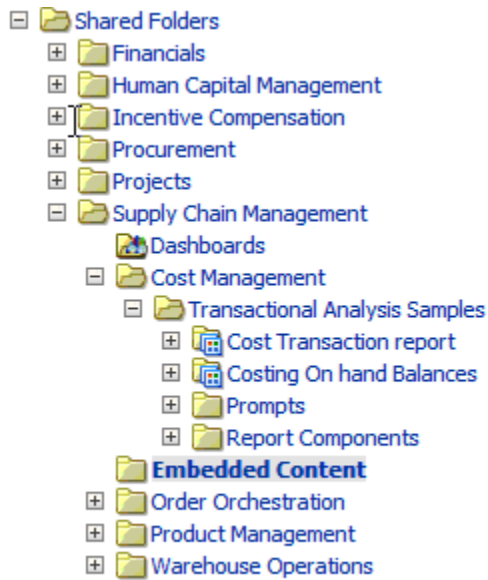 Shared Folders
Financials
Human Capital Management
Incentive Compensation
Procurement
Projects
Supply Chain Management
Dashboards
Cost Management
Transactional Analysis Samples
Cost Transaction report
Costing On hand Balances
Prompts
Report Components
Embedded Content
Order Orchestration
Product Management
Warehouse Operations